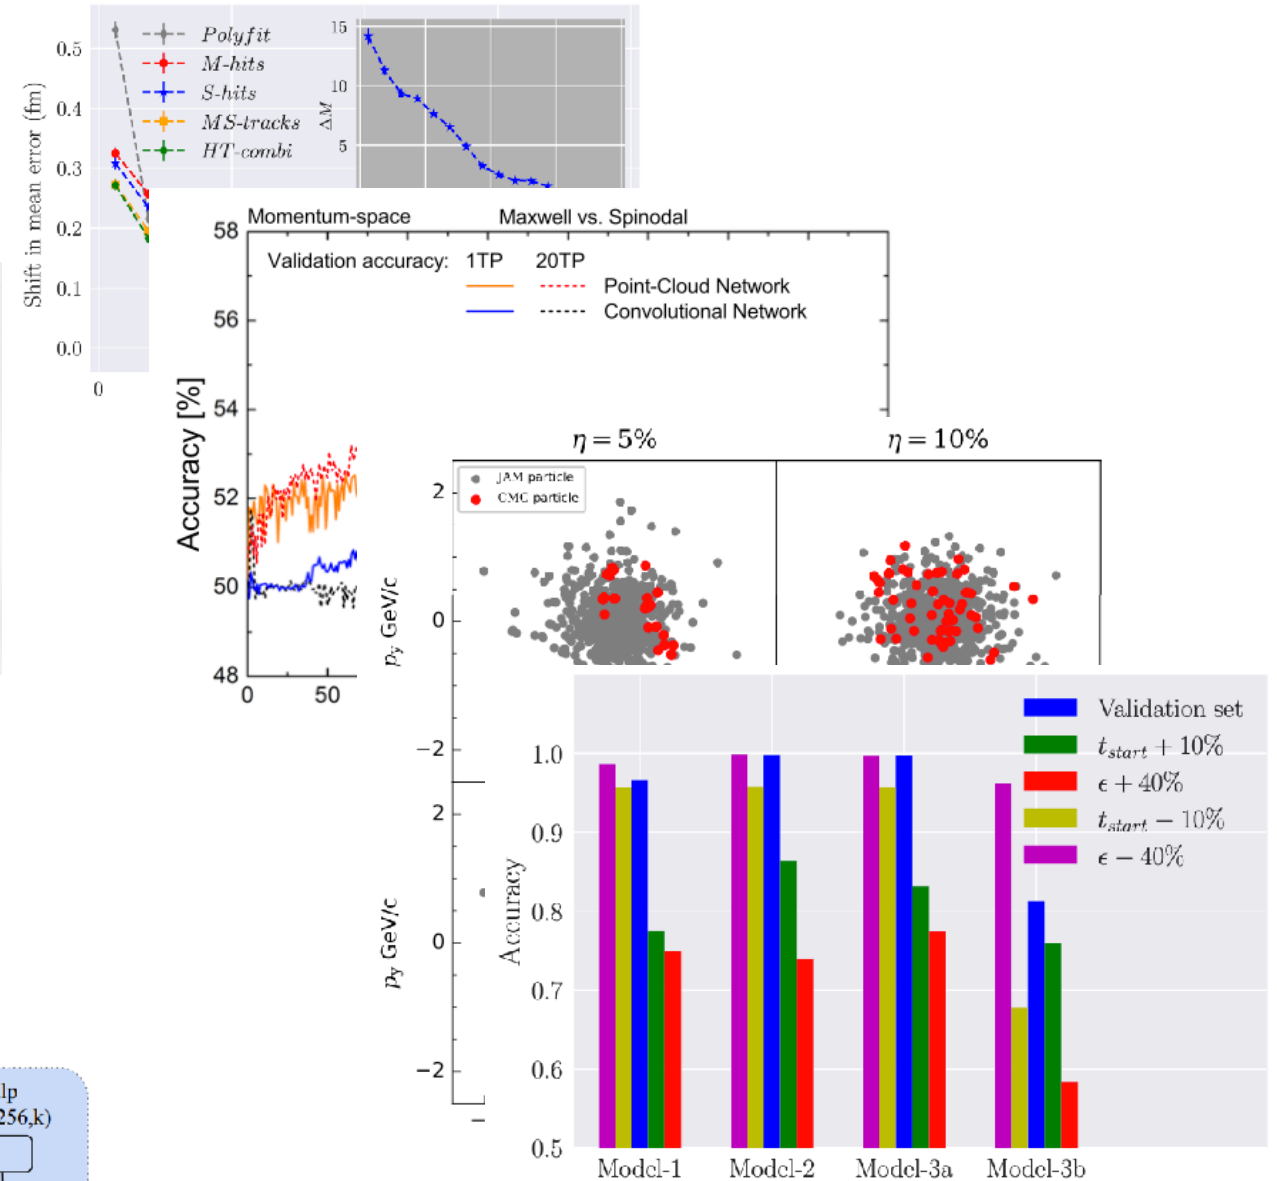 Shift in mean error (fm)
0.5
0.4
0.3
0.2
0.1
0.0
0
Polyfit
M-hits
S-hits
MS-tracks
HT-combi
ΔM
15
10
5
Momentum-space Maxwell vs. Spinodal
Validation accuracy: 1TP 20TP
Point-Cloud Network
Convolutional Network
Accuracy [%]
58
56
54
52
50
48
0 50
η = 5% η = 10%
JAM particle
CMC particle
p_y GeV/c
2
0
−2
p_y GeV/c
2
0
−2
−
Validation set
t_start + 10%
ϵ + 40%
t_start − 10%
ϵ − 40%
Accuracy
1.0
0.9
0.8
0.7
0.6
0.5
Model-1 Model-2 Model-3a Model-3b
lp
256,k)